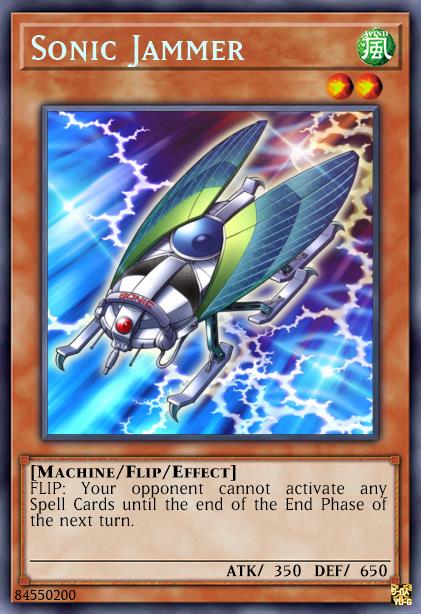 Sonic Jammer
WIND
風
SONIC
[Machine/Flip/Effect]
FLIP: Your opponent cannot activate any
Spell Cards until the end of the End Phase of
the next turn.
ATK/ 350 DEF/ 650
84550200